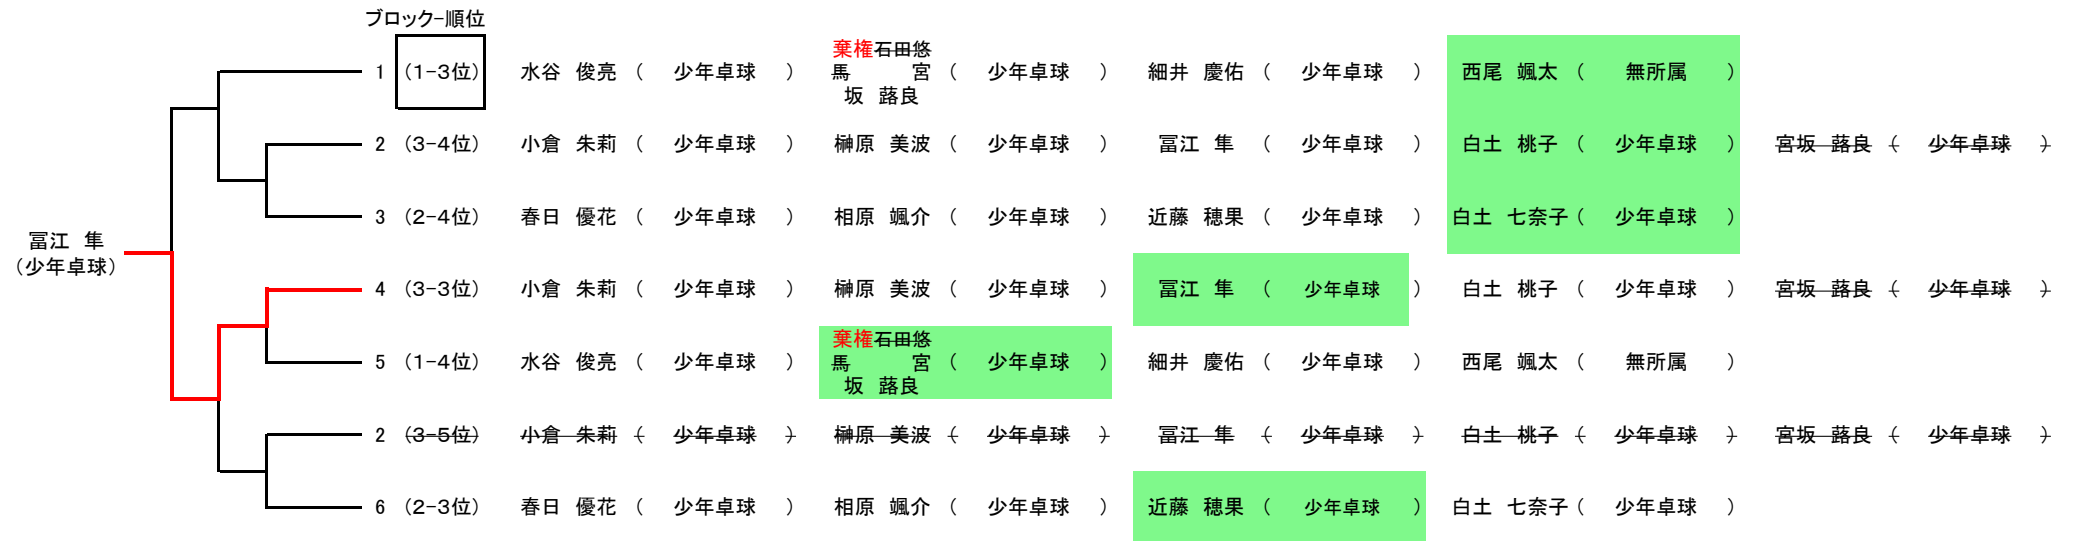 ブロック-順位
1 (1-3位) 水谷 俊亮 ( 少年卓球 ) 棄権石田悠馬 宮坂 蕗良 ( 少年卓球 ) 細井 慶佑 ( 少年卓球 ) 西尾 颯太 ( 無所属 )
2 (3-4位) 小倉 朱莉 ( 少年卓球 ) 榊原 美波 ( 少年卓球 ) 冨江 隼 ( 少年卓球 ) 白土 桃子 ( 少年卓球 ) 宮坂 蕗良 ( 少年卓球 )
3 (2-4位) 春日 優花 ( 少年卓球 ) 相原 颯介 ( 少年卓球 ) 近藤 穂果 ( 少年卓球 ) 白土 七奈子 ( 少年卓球 )
冨江 隼
(少年卓球)
4 (3-3位) 小倉 朱莉 ( 少年卓球 ) 榊原 美波 ( 少年卓球 ) 冨江 隼 ( 少年卓球 ) 白土 桃子 ( 少年卓球 ) 宮坂 蕗良 ( 少年卓球 )
5 (1-4位) 水谷 俊亮 ( 少年卓球 ) 棄権石田悠馬 宮坂 蕗良 ( 少年卓球 ) 細井 慶佑 ( 少年卓球 ) 西尾 颯太 ( 無所属 )
2 (3-5位) 小倉 朱莉 ( 少年卓球 ) 榊原 美波 ( 少年卓球 ) 冨江 隼 ( 少年卓球 ) 白土 桃子 ( 少年卓球 ) 宮坂 蕗良 ( 少年卓球 )
6 (2-3位) 春日 優花 ( 少年卓球 ) 相原 颯介 ( 少年卓球 ) 近藤 穂果 ( 少年卓球 ) 白土 七奈子 ( 少年卓球 )